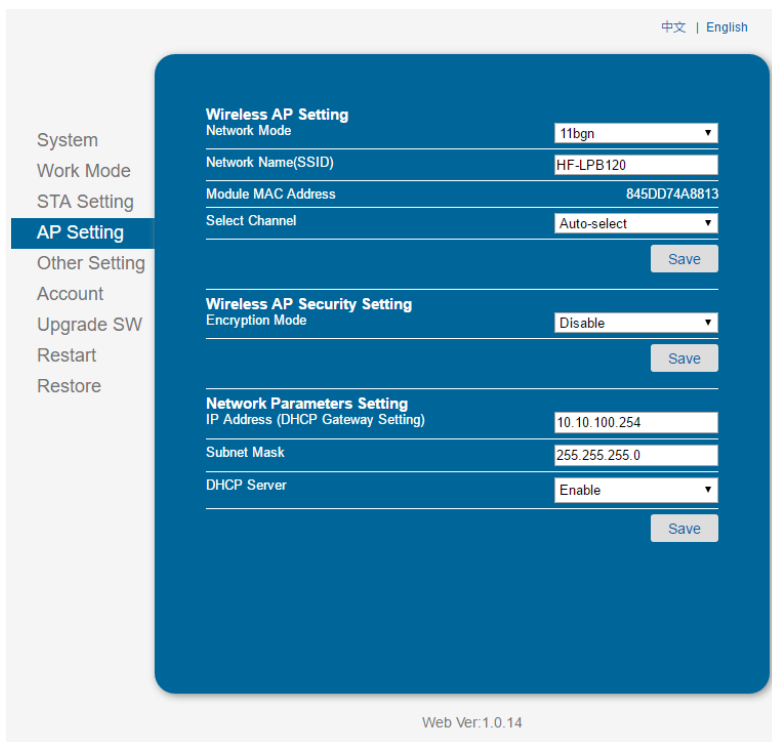 中文 | English
System
Work Mode
STA Setting
AP Setting
Other Setting
Account
Upgrade SW
Restart
Restore
Wireless AP Setting
Network Mode 11bgn
Network Name(SSID) HF-LPB120
Module MAC Address 845DD74A8813
Select Channel Auto-select
Save
Wireless AP Security Setting
Encryption Mode Disable
Save
Network Parameters Setting
IP Address (DHCP Gateway Setting) 10.10.100.254
Subnet Mask 255.255.255.0
DHCP Server Enable
Save
Web Ver:1.0.14